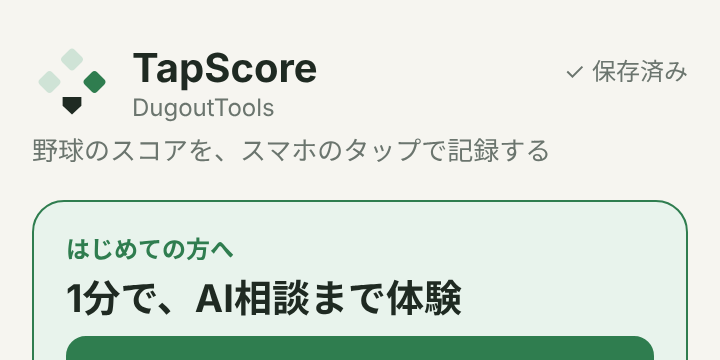 TapScore
DugoutTools
✓ 保存済み
野球のスコアを、スマホのタップで記録する
はじめての方へ
1分で、AI相談まで体験